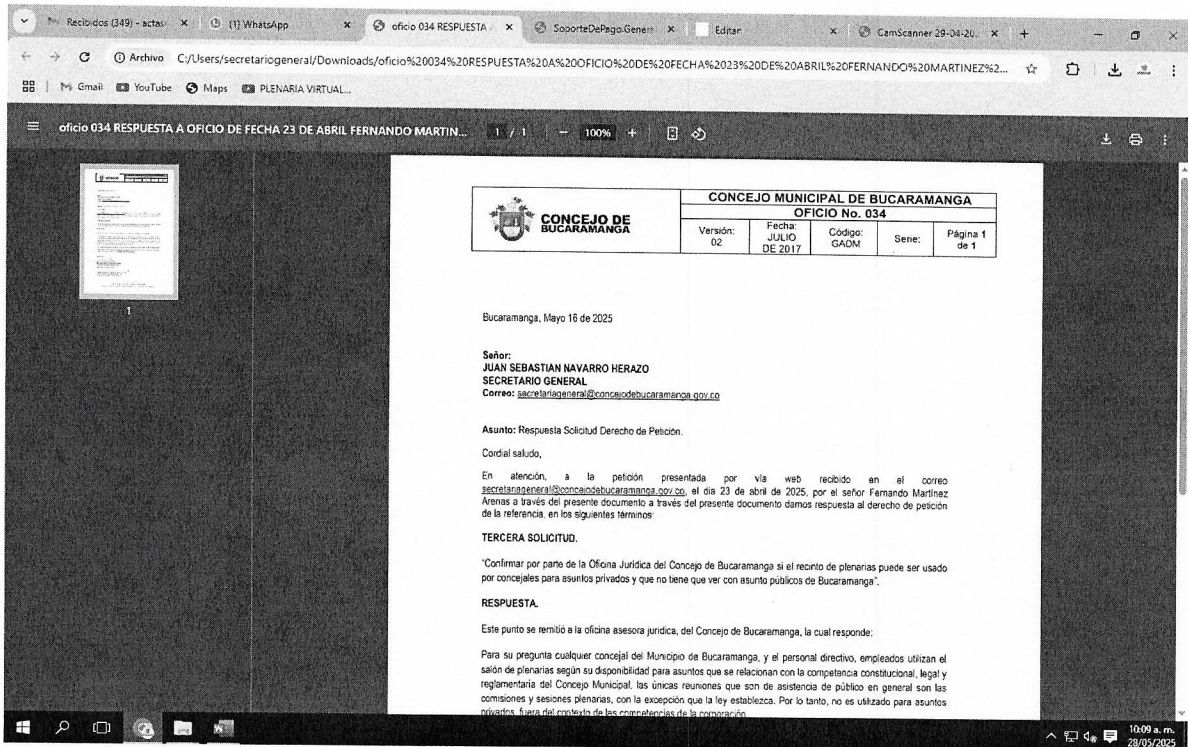 Recibidos (349) - actas
(1) WhatsApp
oficio 034 RESPUESTA A
SoporteDePago.Gener
Editar
CamScanner 29-04-20..
Archivo C:/Users/secretariogeneral/Downloads/oficio%20034%20RESPUESTA%20A%20OFICIO%20DE%20FECHA%2023%20DE%20ABRIL%20FERNANDO%20MARTINEZ%2...
Gmail YouTube Maps PLENARIA VIRTUAL...
oficio 034 RESPUESTA A OFICIO DE FECHA 23 DE ABRIL FERNANDO MARTIN... 1 / 1 − 100% +
1
CONCEJO DE
BUCARAMANGA
CONCEJO MUNICIPAL DE BUCARAMANGA
OFICIO No. 034
Versión:
02
Fecha:
JULIO
DE 2017
Código:
GADM
Serie:
Página 1
de 1
Bucaramanga, Mayo 16 de 2025
Señor:
JUAN SEBASTIAN NAVARRO HERAZO
SECRETARIO GENERAL
Correo: secretariageneral@concejodebucaramanga.gov.co
Asunto: Respuesta Solicitud Derecho de Petición.
Cordial saludo,
En atención, a la petición presentada por vía web recibido en el correo
secretariageneral@concejodebucaramanga.gov.co, el día 23 de abril de 2025, por el señor Fernando Martínez
Arenas a través del presente documento a través del presente documento damos respuesta al derecho de petición
de la referencia, en los siguientes términos:
TERCERA SOLICITUD.
"Confirmar por parte de la Oficina Jurídica del Concejo de Bucaramanga si el recinto de plenarias puede ser usado
por concejales para asuntos privados y que no tiene que ver con asunto públicos de Bucaramanga".
RESPUESTA.
Este punto se remitió a la oficina asesora jurídica, del Concejo de Bucaramanga, la cual responde:
Para su pregunta cualquier concejal del Municipio de Bucaramanga, y el personal directivo, empleados utilizan el
salón de plenarias según su disponibilidad para asuntos que se relacionan con la competencia constitucional, legal y
reglamentaria del Concejo Municipal, las únicas reuniones que son de asistencia de público en general son las
comisiones y sesiones plenarias, con la excepción que la ley establezca. Por lo tanto, no es utilizado para asuntos
privados, fuera del contexto de las competencias de la corporación.
10:09 a. m.
28/05/2025